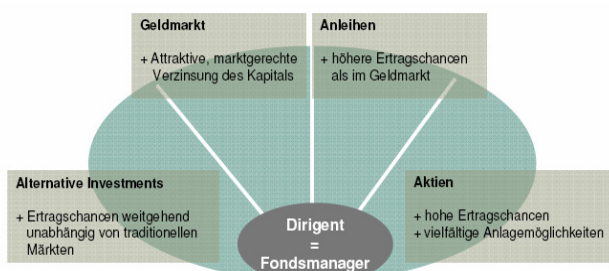 Geldmarkt
+ Attraktive, marktgerechte
Verzinsung des Kapitals
Anleihen
+ höhere Ertragschancen
als im Geldmarkt
Alternative Investments
+ Ertragschancen weitgehend
unabhängig von traditionellen
Märkten
Aktien
+ hohe Ertragschancen
+ vielfältige Anlagemöglichkeiten
Dirigent
=
Fondsmanager